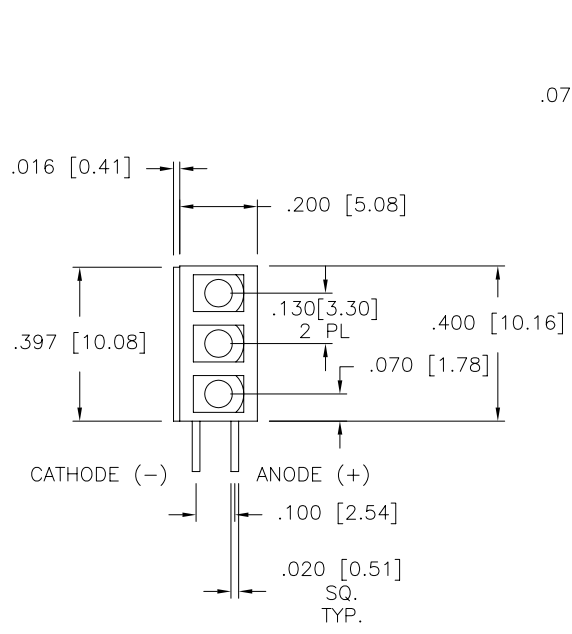 .07
.016 [0.41]
.200 [5.08]
.130[3.30]
2 PL
.400 [10.16]
.397 [10.08]
.070 [1.78]
CATHODE (-)
ANODE (+)
.100 [2.54]
.020 [0.51]
SQ.
TYP.